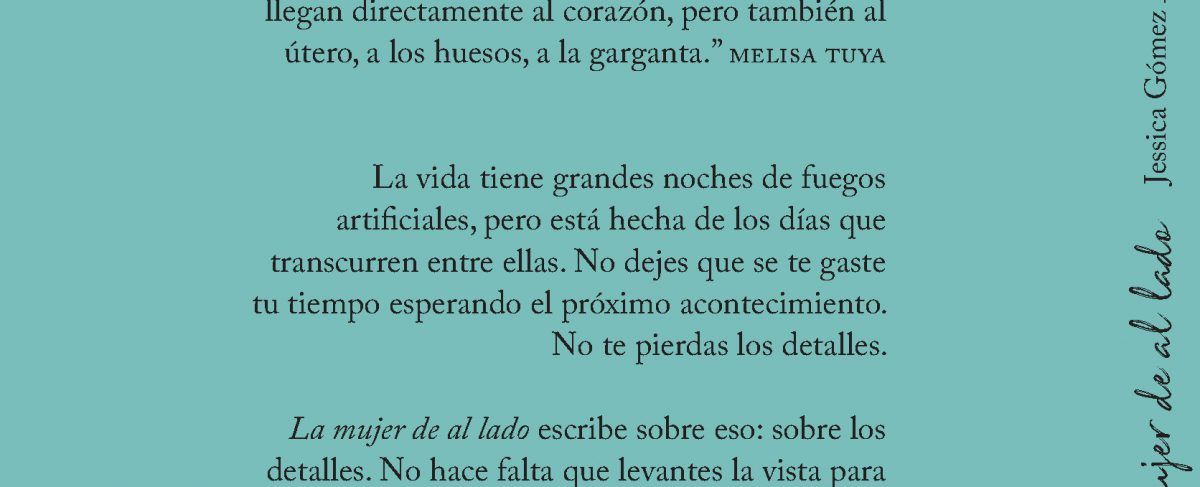 llegan directamente al corazón, pero también al
útero, a los huesos, a la garganta.” MELISA TUYA
La vida tiene grandes noches de fuegos
artificiales, pero está hecha de los días que
transcurren entre ellas. No dejes que se te gaste
tu tiempo esperando el próximo acontecimiento.
No te pierdas los detalles.
La mujer de al lado escribe sobre eso: sobre los
detalles. No hace falta que levantes la vista para
ujer de al lado Jessica Gómez